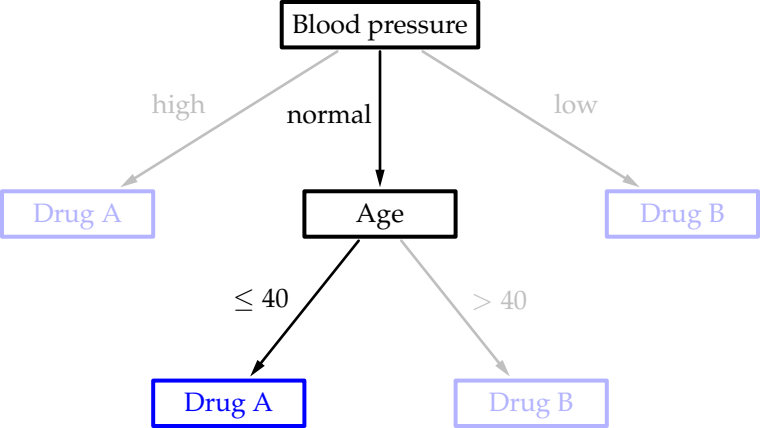 Blood pressure
high
normal
low
Drug A
Age
Drug B
≤ 40
> 40
Drug A
Drug B